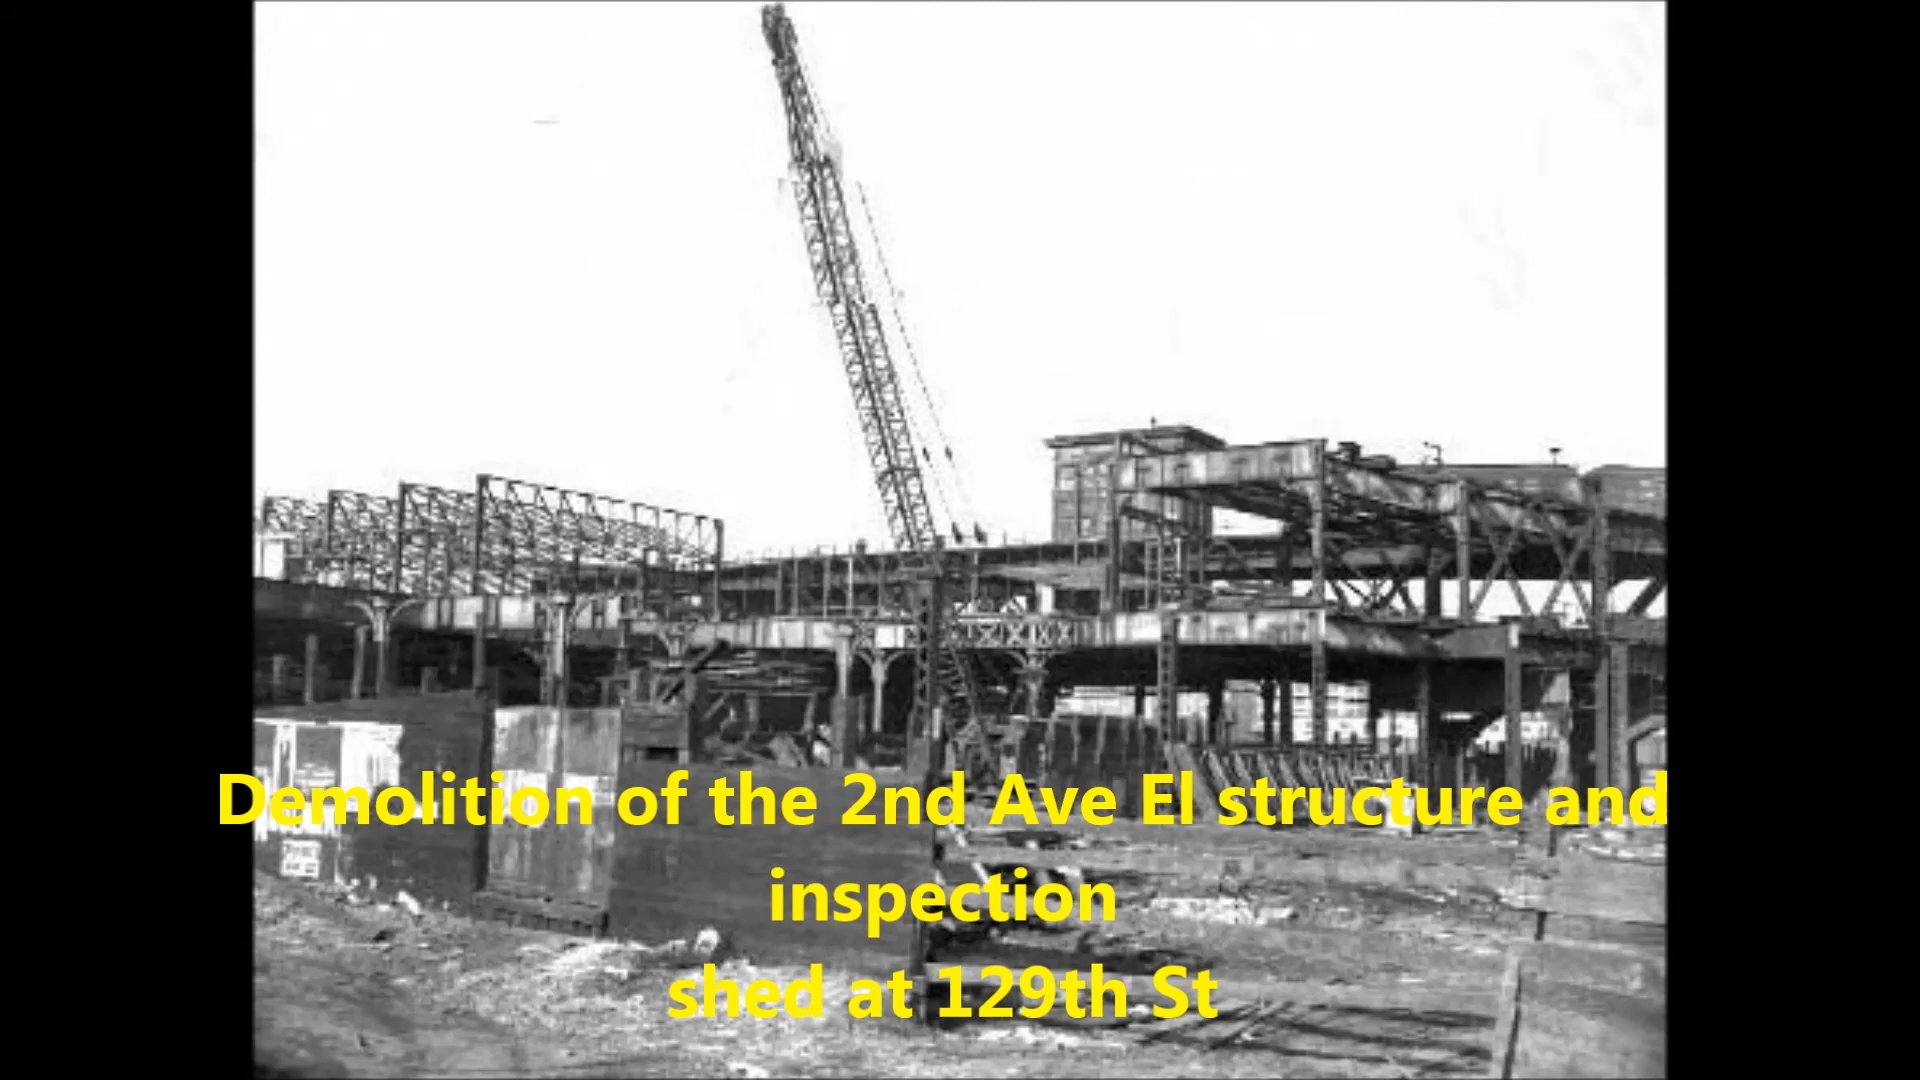 Demolition of the 2nd Ave El structure and
inspection
shed at 129th St